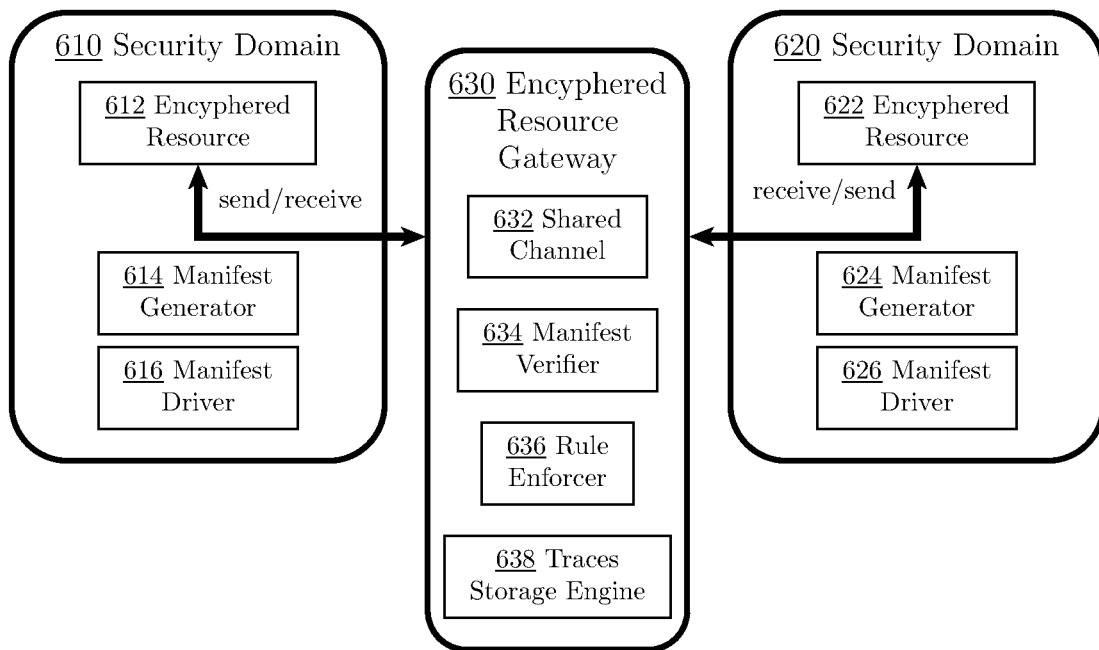 610 Security Domain
612 Encyphered
Resource
send/receive
614 Manifest
Generator
616 Manifest
Driver
630 Encyphered
Resource
Gateway
632 Shared
Channel
634 Manifest
Verifier
636 Rule
Enforcer
638 Traces
Storage Engine
620 Security Domain
622 Encyphered
Resource
receive/send
624 Manifest
Generator
626 Manifest
Driver